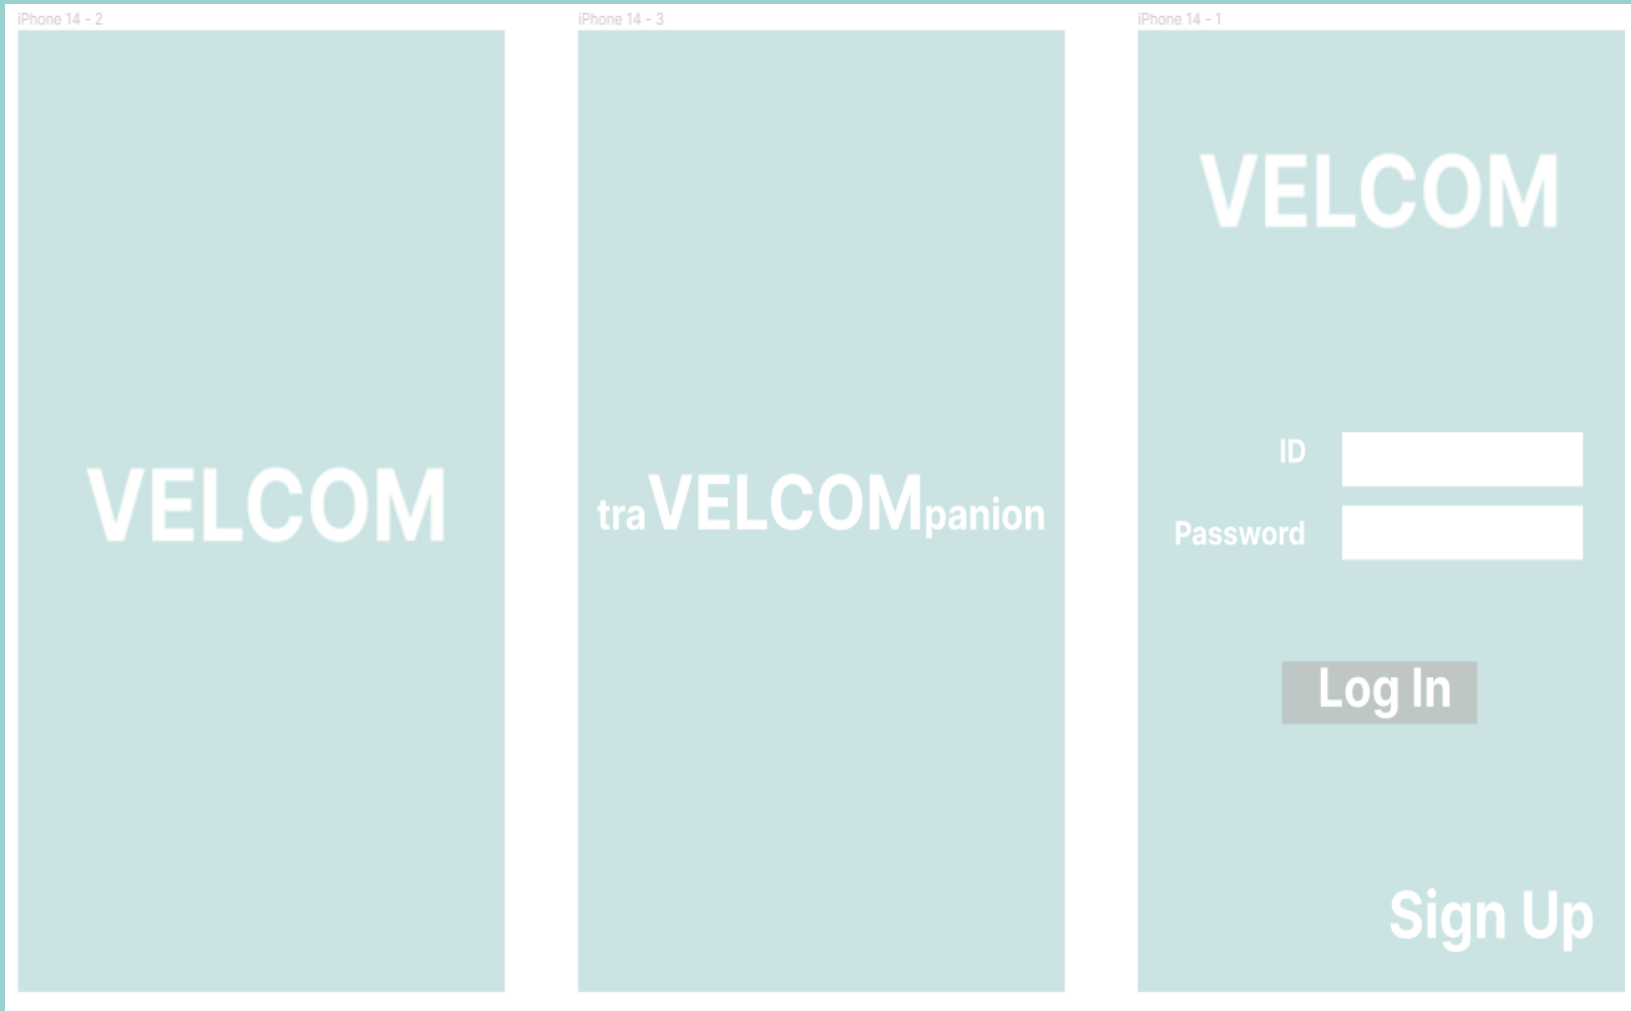 iPhone 14 - 2
VELCOM
iPhone 14 - 3
traVELCOMpanion
iPhone 14 - 1
VELCOM
ID
Password
Log In
Sign Up